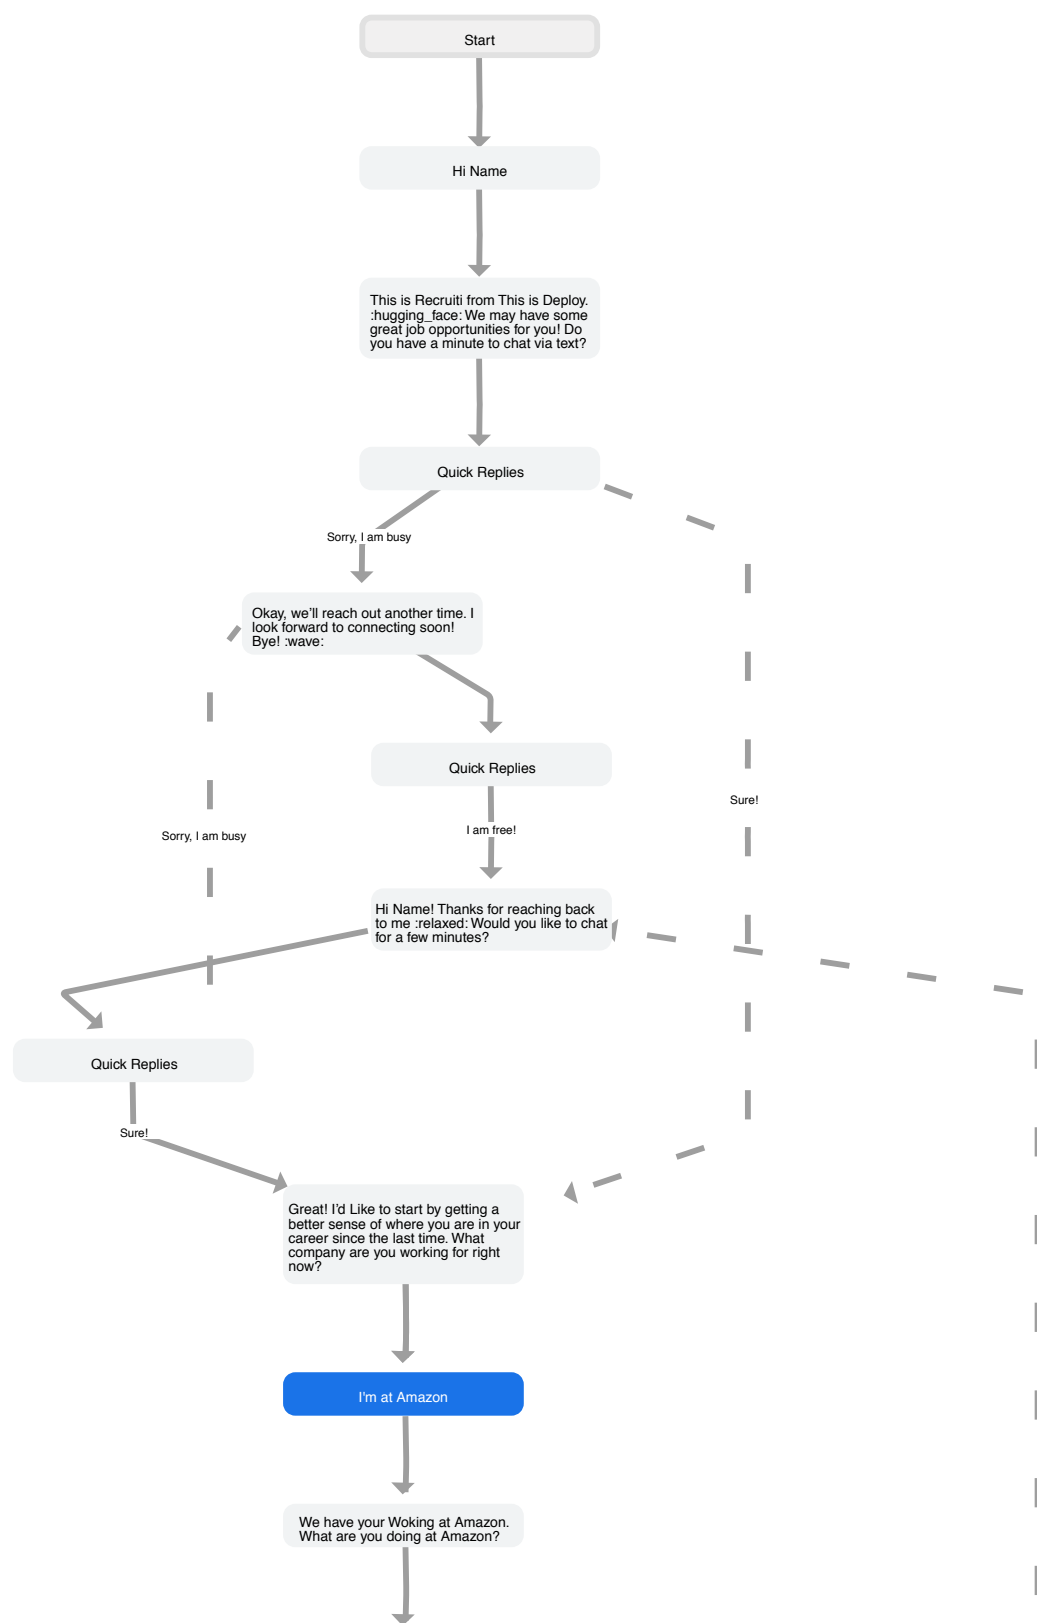 Start
Hi Name
This is Recruiti from This is Deploy.
:hugging_face: We may have some
great job opportunities for you! Do
you have a minute to chat via text?
Quick Replies
Sorry, I am busy
Okay, we'll reach out another time. I
look forward to connecting soon!
Bye! :wave:
Quick Replies
Sure!
I am free!
Sorry, I am busy
Hi Name! Thanks for reaching back
to me :relaxed: Would you like to chat
for a few minutes?
Quick Replies
Sure!
Great! I'd Like to start by getting a
better sense of where you are in your
career since the last time. What
company are you working for right
now?
I'm at Amazon
We have your Woking at Amazon.
What are you doing at Amazon?